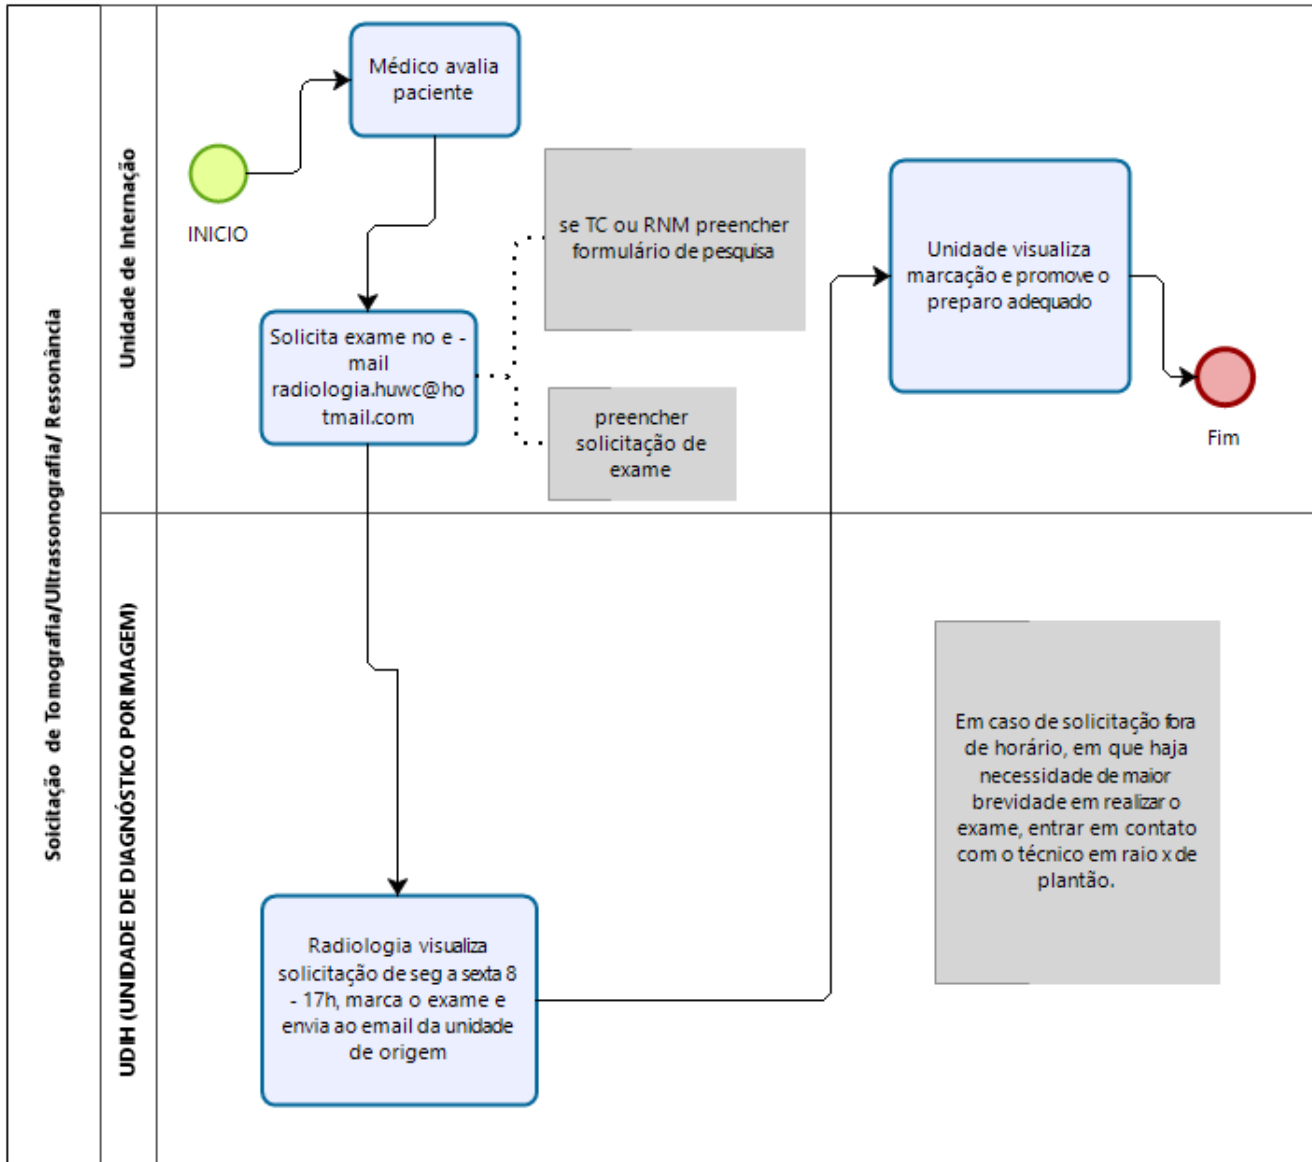 Soicitação de Tomografia/Ultrassonografia/ Ressonância
Unidade de Internação
INICIO
Médico avalia
paciente
Solicita exame no e -
mail
radiologia.huwc@ho
tmail.com
se TC ou RNM preencher
formulário de pesquisa
preencher
solicitação de
exame
Unidade visualiza
marcação e promove o
preparo adequado
Fim
UDIH (UNIDADE DE DIAGNÓSTICO POR IMAGEM)
Radiologia visualiza
solicitação de seg a sexta 8
- 17h, marca o exame e
envia ao email da unidade
de origem
Em caso de solicitação fora
de horário, em que haja
necessidade de maior
brevidade em realizar o
exame, entrar em contato
com o técnico em raio x de
plantão.